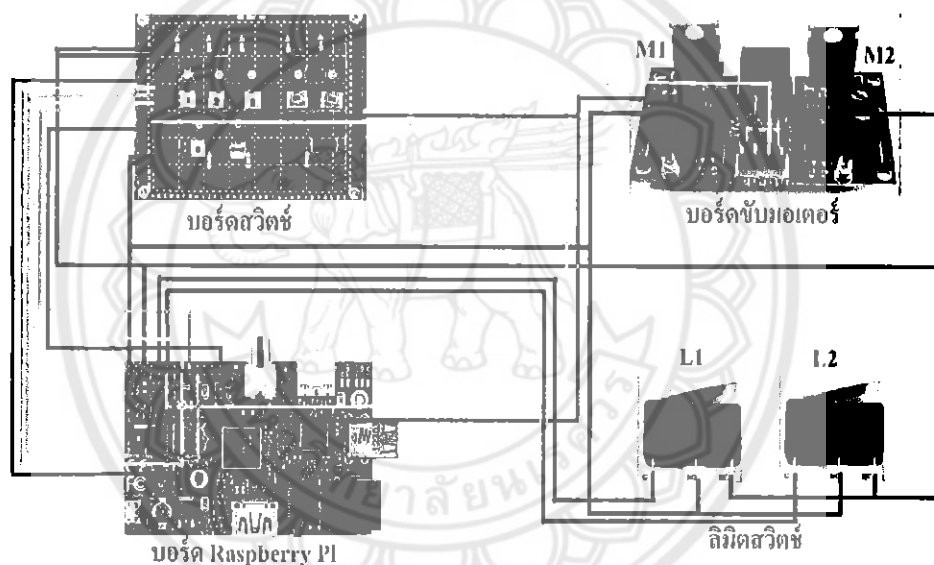 M1
M2
บอร์ดสวิตช์
บอร์ดขับมอเตอร์
L1
L2
ลิมิตสวิตช์
บอร์ด Raspberry PI